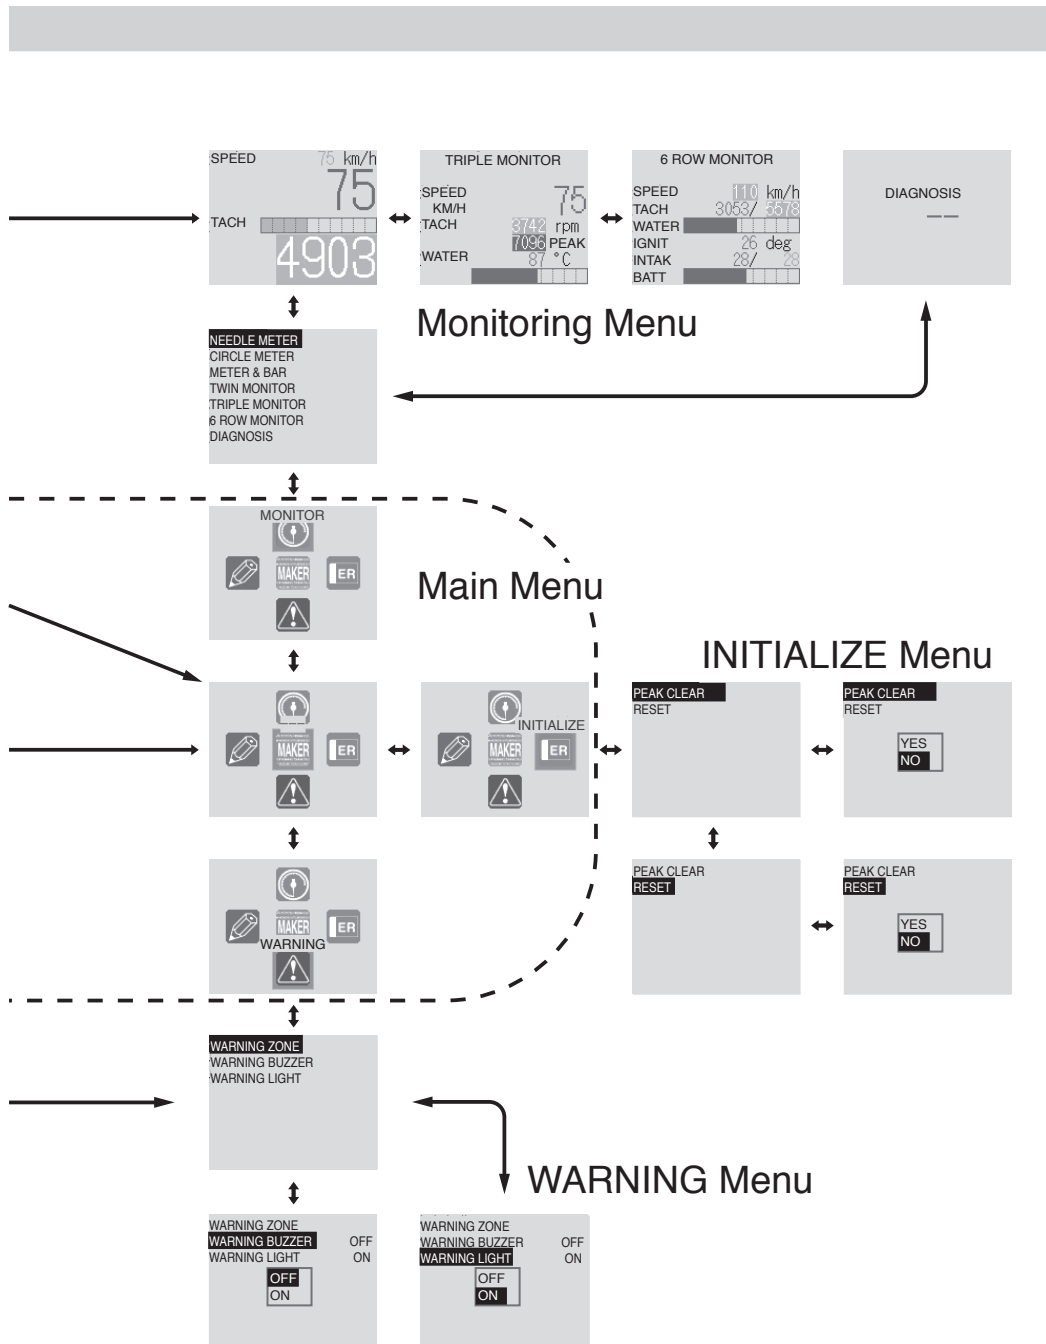 SPEED 75 km/h
75
TACH
4903
TRIPLE MONITOR
SPEED 75
KM/H
TACH 3742 rpm
7096 PEAK
WATER 87 °C
6 ROW MONITOR
SPEED 110 km/h
TACH 3053/ 5578
WATER
IGNIT 26 deg
INTAK 28/ 28
BATT
DIAGNOSIS
--
Monitoring Menu
NEEDLE METER
CIRCLE METER
METER & BAR
TWIN MONITOR
TRIPLE MONITOR
6 ROW MONITOR
DIAGNOSIS
MONITOR
MAKER
ER
Main Menu
INITIALIZE Menu
MAKER
ER
INITIALIZE
MAKER
ER
PEAK CLEAR
RESET
PEAK CLEAR
RESET
YES
NO
MAKER
ER
WARNING
PEAK CLEAR
RESET
PEAK CLEAR
RESET
YES
NO
WARNING ZONE
WARNING BUZZER
WARNING LIGHT
WARNING Menu
WARNING ZONE
WARNING BUZZER OFF
WARNING LIGHT ON
OFF
ON
WARNING ZONE
WARNING BUZZER OFF
WARNING LIGHT ON
OFF
ON